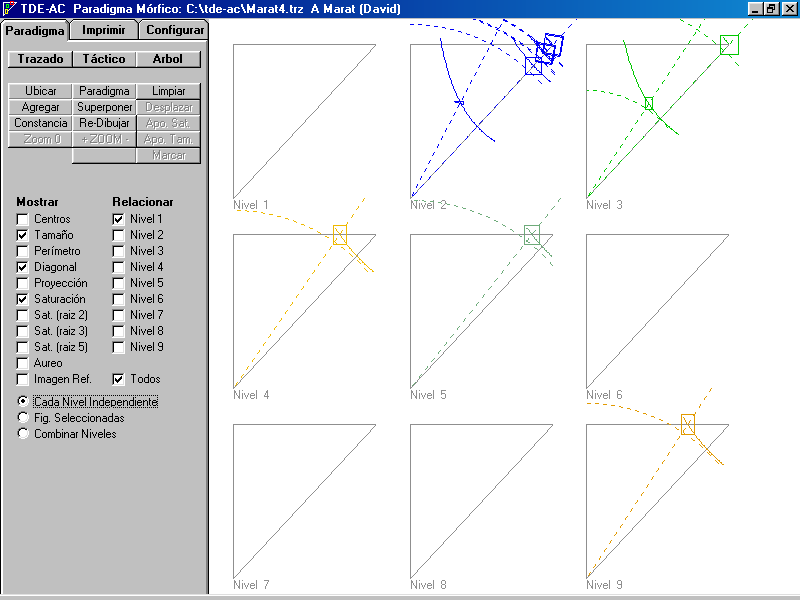 TDE-AC Paradigma Mórfico: C:\tde-ac\Marat4.trz A Marat (David)
Paradigma Imprimir Configurar
Trazado Táctico Arbol
Ubicar Paradigma Limpiar
Agregar Superponer Desplazar
Constancia Re-Dibujar Apo. Sat.
Zoom 0 + ZOOM - Apo. Tam.
Marcar
Mostrar Relacionar
Centros Nivel 1
Tamaño Nivel 2
Perímetro Nivel 3
Diagonal Nivel 4
Proyección Nivel 5
Saturación Nivel 6
Sat. (raiz 2) Nivel 7
Sat. (raiz 3) Nivel 8
Sat. (raiz 5) Nivel 9
Aureo
Imagen Ref. Todos
Cada Nivel Independiente
Fig. Seleccionadas
Combinar Niveles
Nivel 1 Nivel 2 Nivel 3
Nivel 4 Nivel 5 Nivel 6
Nivel 7 Nivel 8 Nivel 9